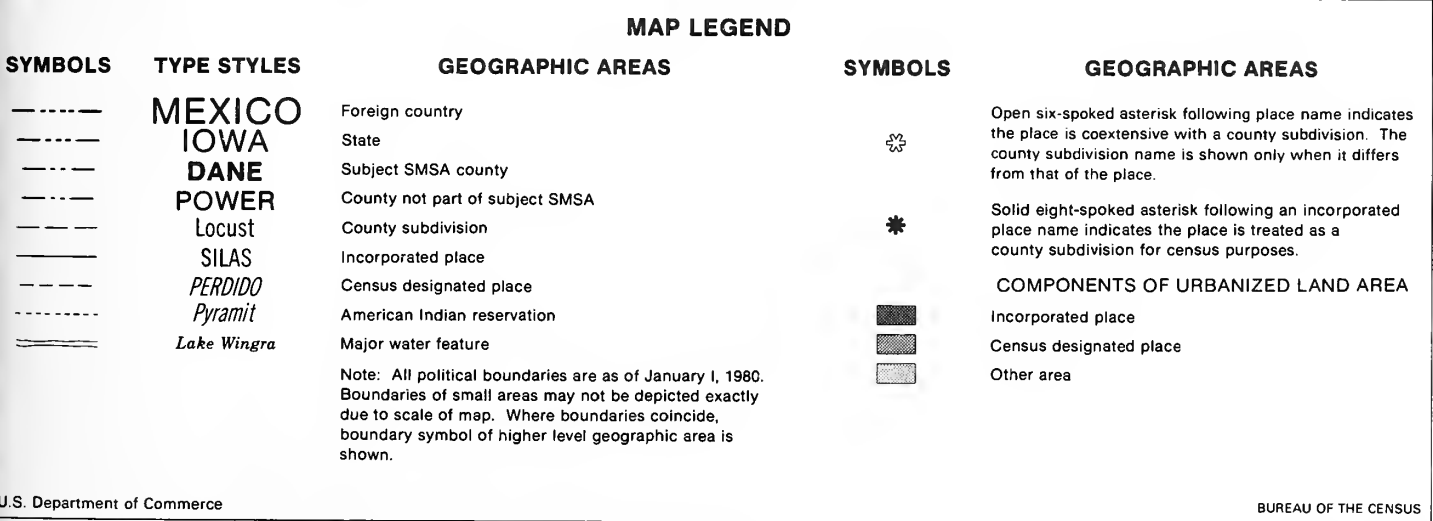 MAP LEGEND
SYMBOLS TYPE STYLES GEOGRAPHIC AREAS
MEXICO Foreign country
IOWA State
DANE Subject SMSA county
POWER County not part of subject SMSA
Locust County subdivision
SILAS Incorporated place
PERDIDO Census designated place
Pyramit American Indian reservation
Lake Wingra Major water feature
Note: All political boundaries are as of January I, 1980.
Boundaries of small areas may not be depicted exactly
due to scale of map. Where boundaries coincide,
boundary symbol of higher level geographic area is
shown.
SYMBOLS GEOGRAPHIC AREAS
Open six-spoked asterisk following place name indicates
the place is coextensive with a county subdivision. The
county subdivision name is shown only when it differs
from that of the place.
Solid eight-spoked asterisk following an incorporated
place name indicates the place is treated as a
county subdivision for census purposes.
COMPONENTS OF URBANIZED LAND AREA
Incorporated place
Census designated place
Other area
U.S. Department of Commerce
BUREAU OF THE CENSUS